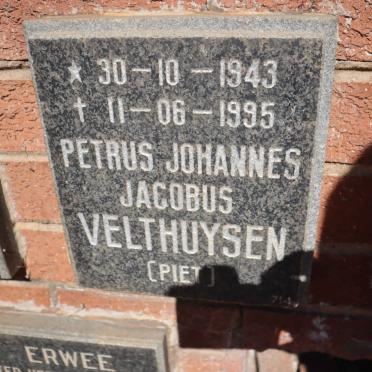 ★ 30-10-1943
✝ 11-06-1995
PETRUS JOHANNES
JACOBUS
VELTHUYSEN
(PIET)
ERWEE